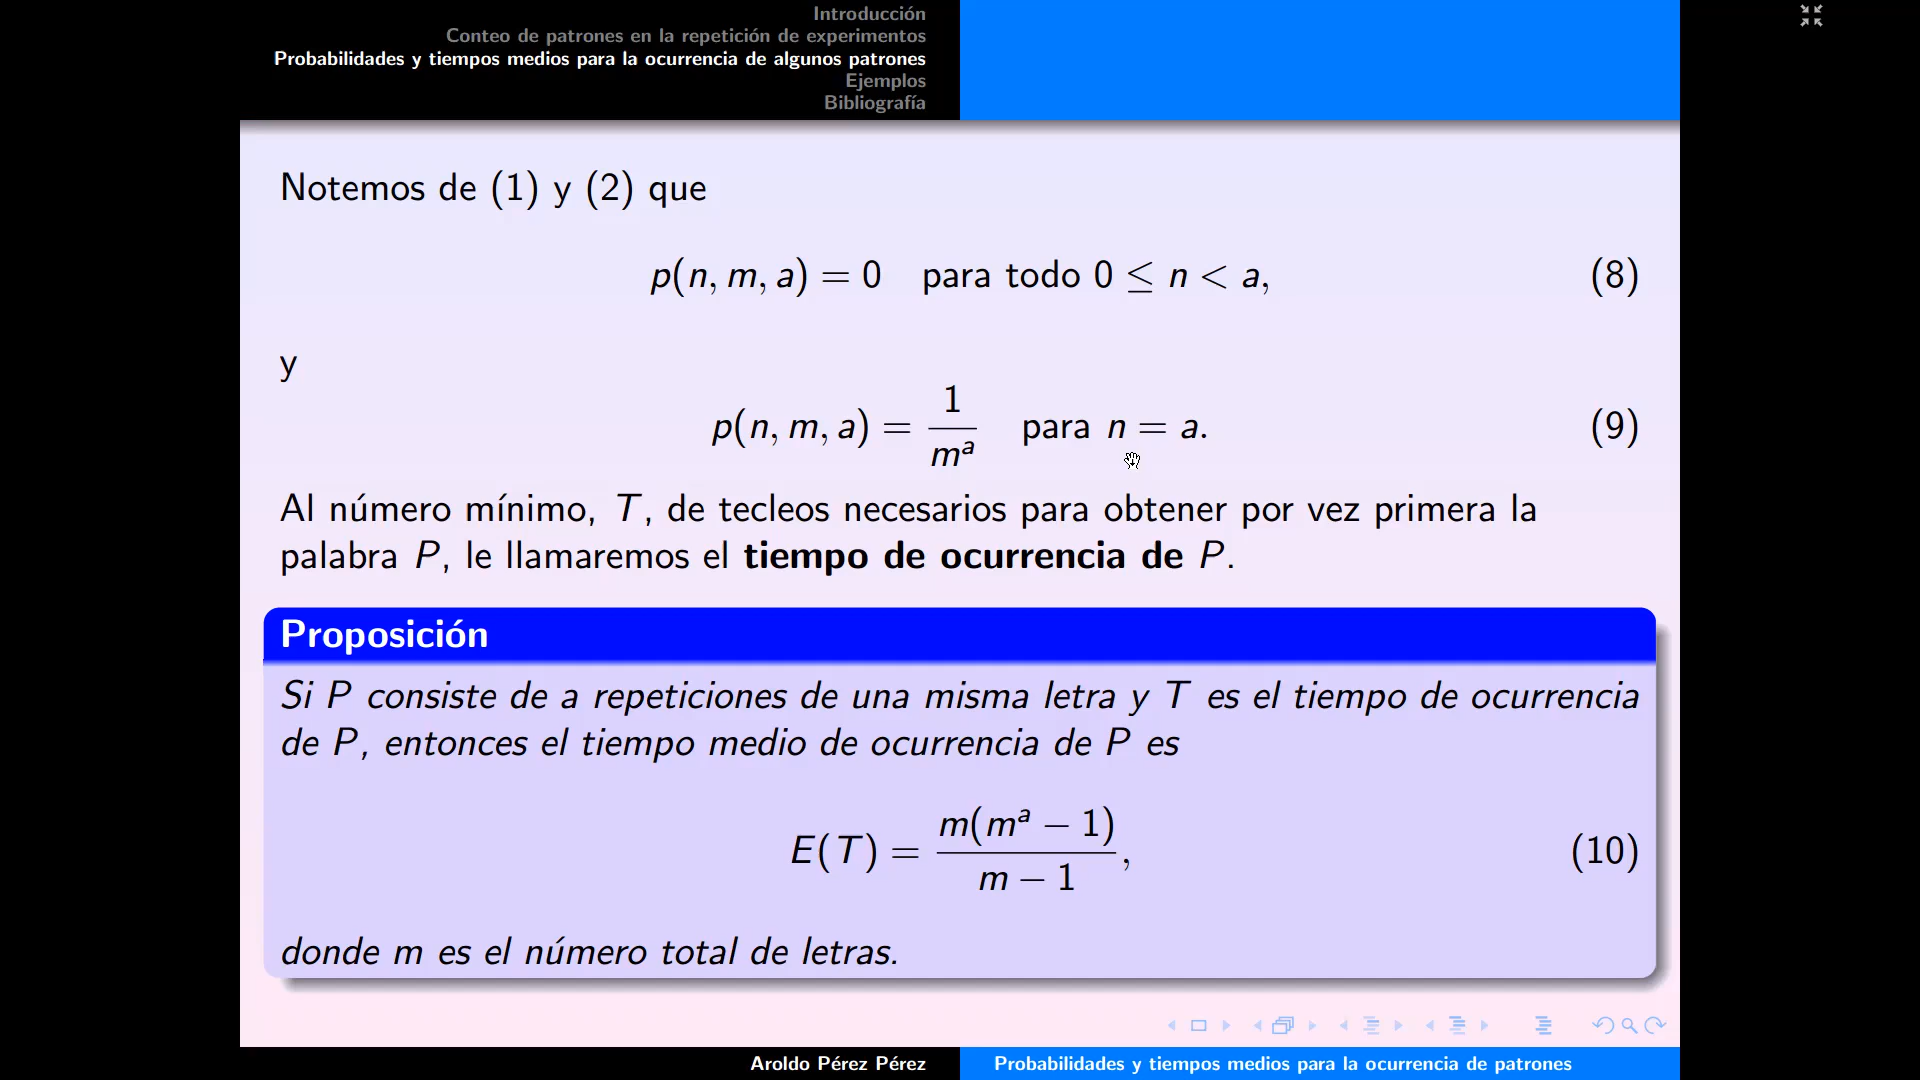 Introducción
Conteo de patrones en la repetición de experimentos
Probabilidades y tiempos medios para la ocurrencia de algunos patrones
Ejemplos
Bibliografía
Notemos de (1) y (2) que
p(n, m, a) = 0 para todo 0 ≤ n < a, (8)
y
p(n, m, a) = 1/m^a para n = a. (9)
Al número mínimo, T, de tecleos necesarios para obtener por vez primera la
palabra P, le llamaremos el tiempo de ocurrencia de P.
Proposición
Si P consiste de a repeticiones de una misma letra y T es el tiempo de ocurrencia
de P, entonces el tiempo medio de ocurrencia de P es
E(T) = m(m^a − 1)/(m − 1), (10)
donde m es el número total de letras.
Aroldo Pérez Pérez Probabilidades y tiempos medios para la ocurrencia de patrones